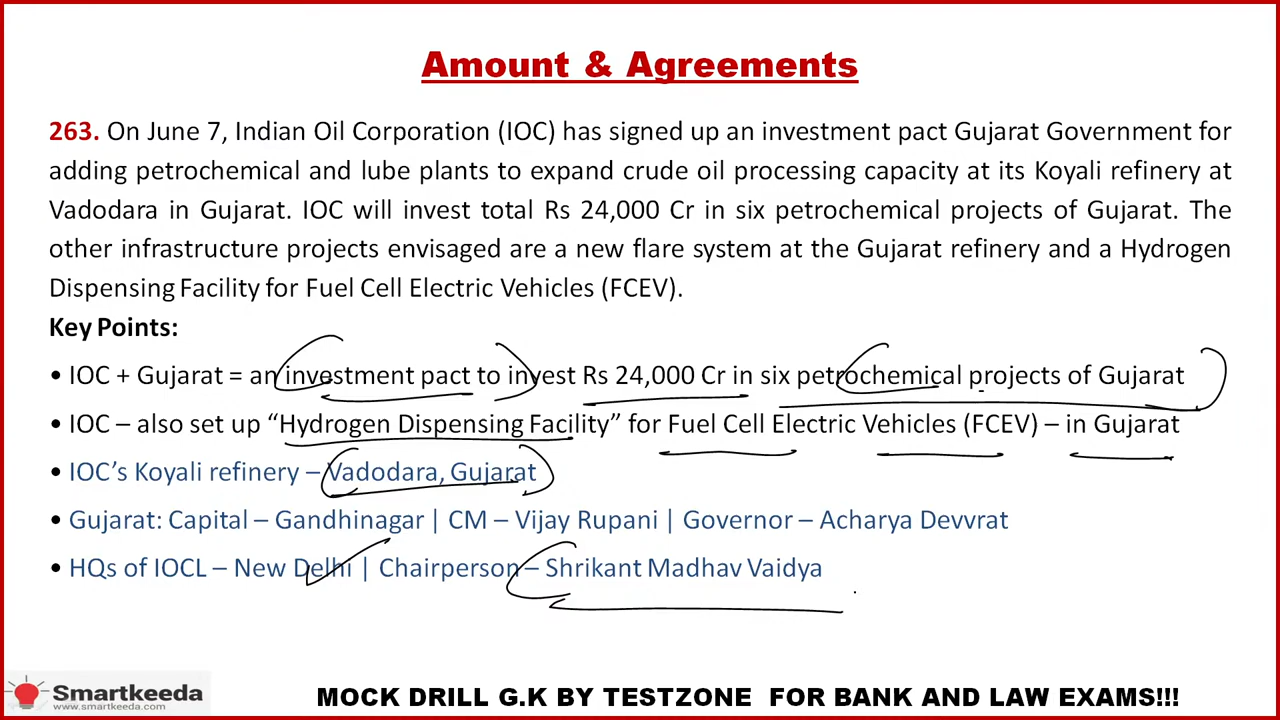 Amount & Agreements
263. On June 7, Indian Oil Corporation (IOC) has signed up an investment pact Gujarat Government for
adding petrochemical and lube plants to expand crude oil processing capacity at its Koyali refinery at
Vadodara in Gujarat. IOC will invest total Rs 24,000 Cr in six petrochemical projects of Gujarat. The
other infrastructure projects envisaged are a new flare system at the Gujarat refinery and a Hydrogen
Dispensing Facility for Fuel Cell Electric Vehicles (FCEV).
Key Points:
• IOC + Gujarat = an investment pact to invest Rs 24,000 Cr in six petrochemical projects of Gujarat
• IOC – also set up “Hydrogen Dispensing Facility” for Fuel Cell Electric Vehicles (FCEV) – in Gujarat
• IOC’s Koyali refinery – Vadodara, Gujarat
• Gujarat: Capital – Gandhinagar | CM – Vijay Rupani | Governor – Acharya Devvrat
• HQs of IOCL – New Delhi | Chairperson – Shrikant Madhav Vaidya
Smartkeeda
www.smartkeeda.com
MOCK DRILL G.K BY TESTZONE FOR BANK AND LAW EXAMS!!!